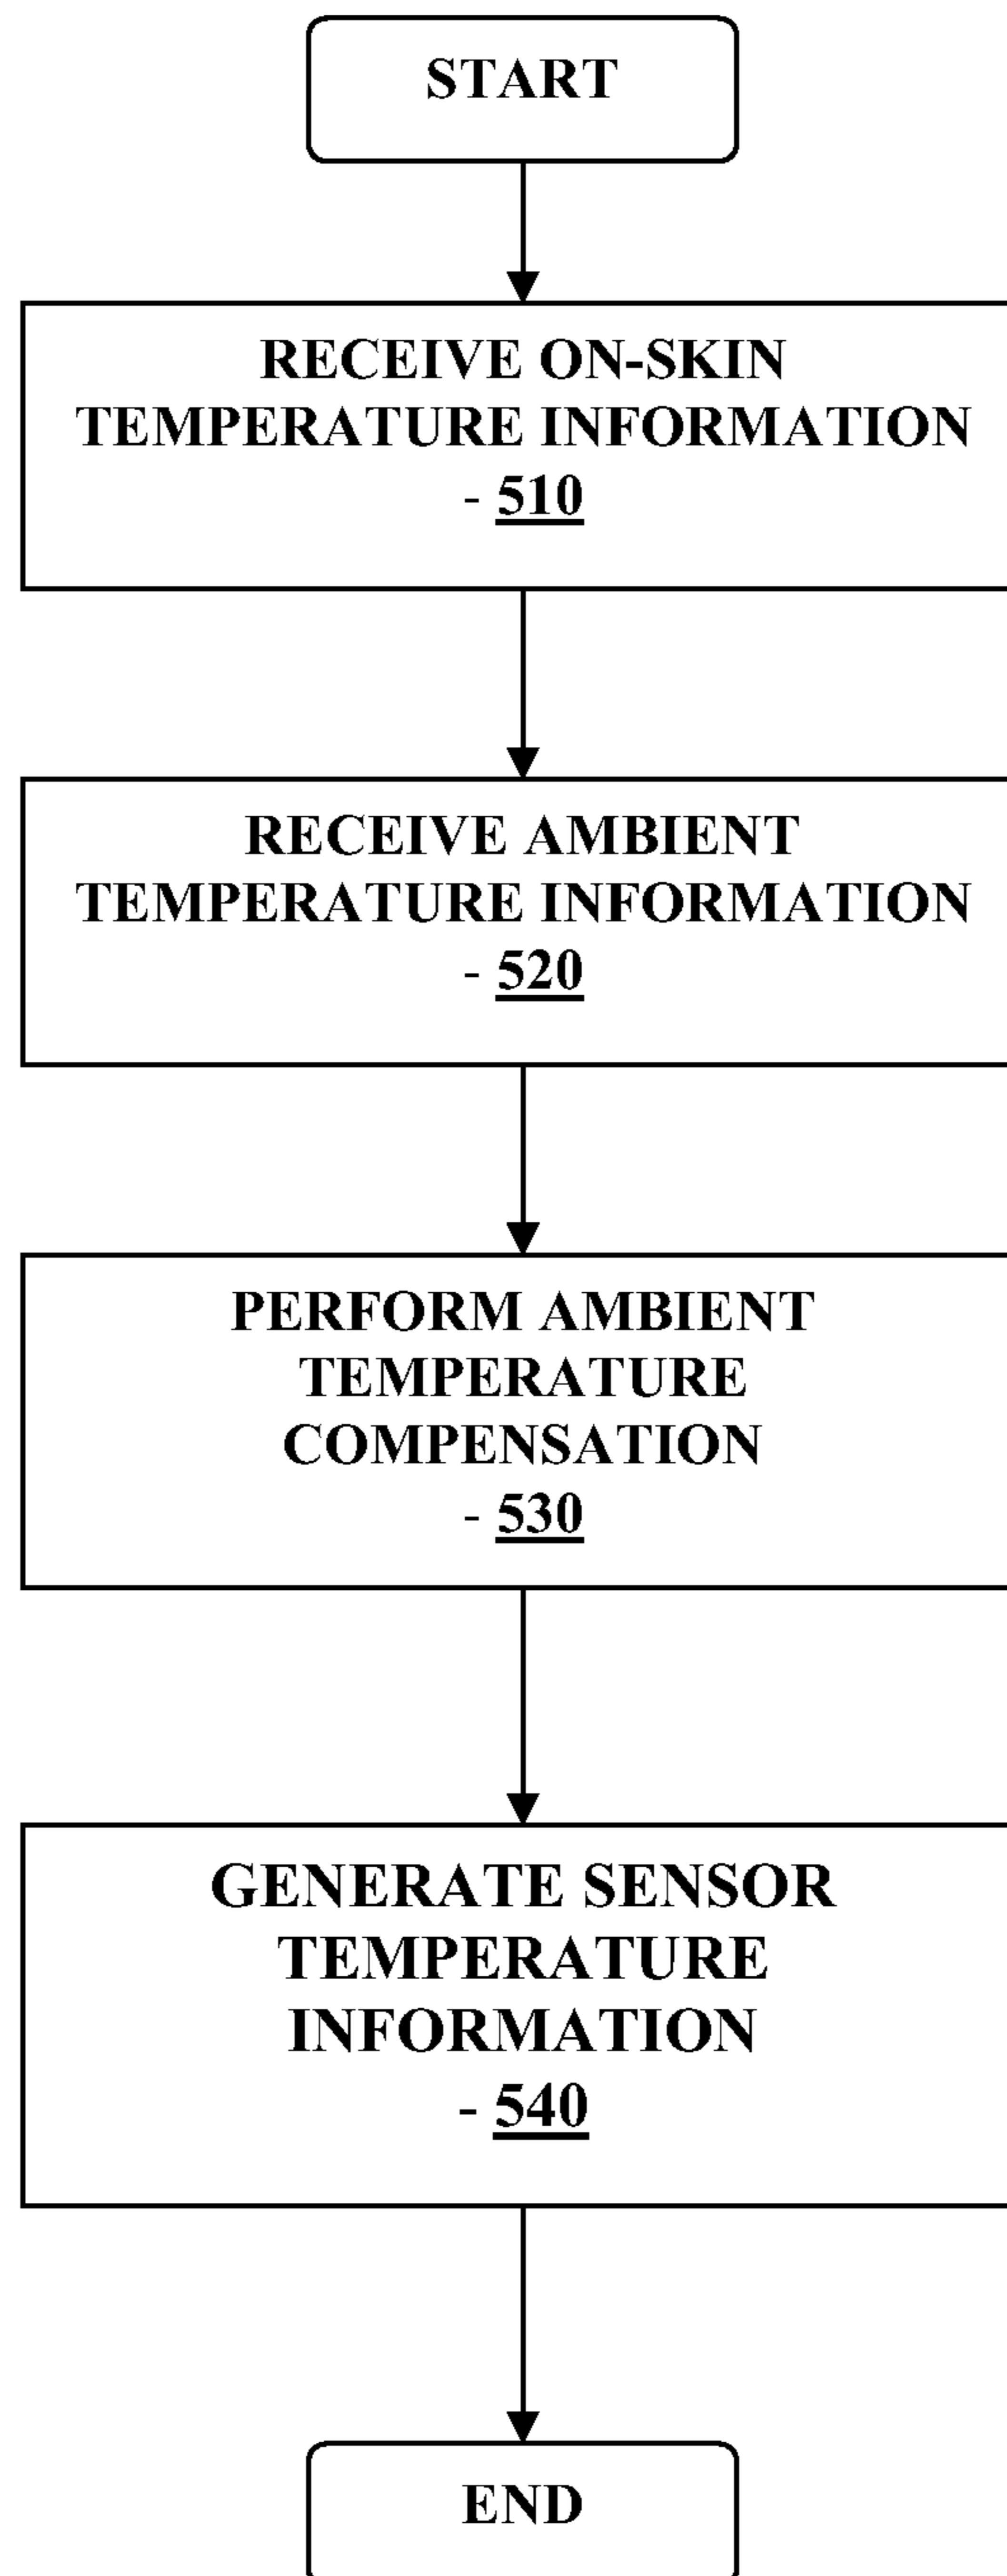 START
RECEIVE ON-SKIN
TEMPERATURE INFORMATION
- 510
RECEIVE AMBIENT
TEMPERATURE INFORMATION
- 520
PERFORM AMBIENT
TEMPERATURE
COMPENSATION
- 530
GENERATE SENSOR
TEMPERATURE
INFORMATION
- 540
END